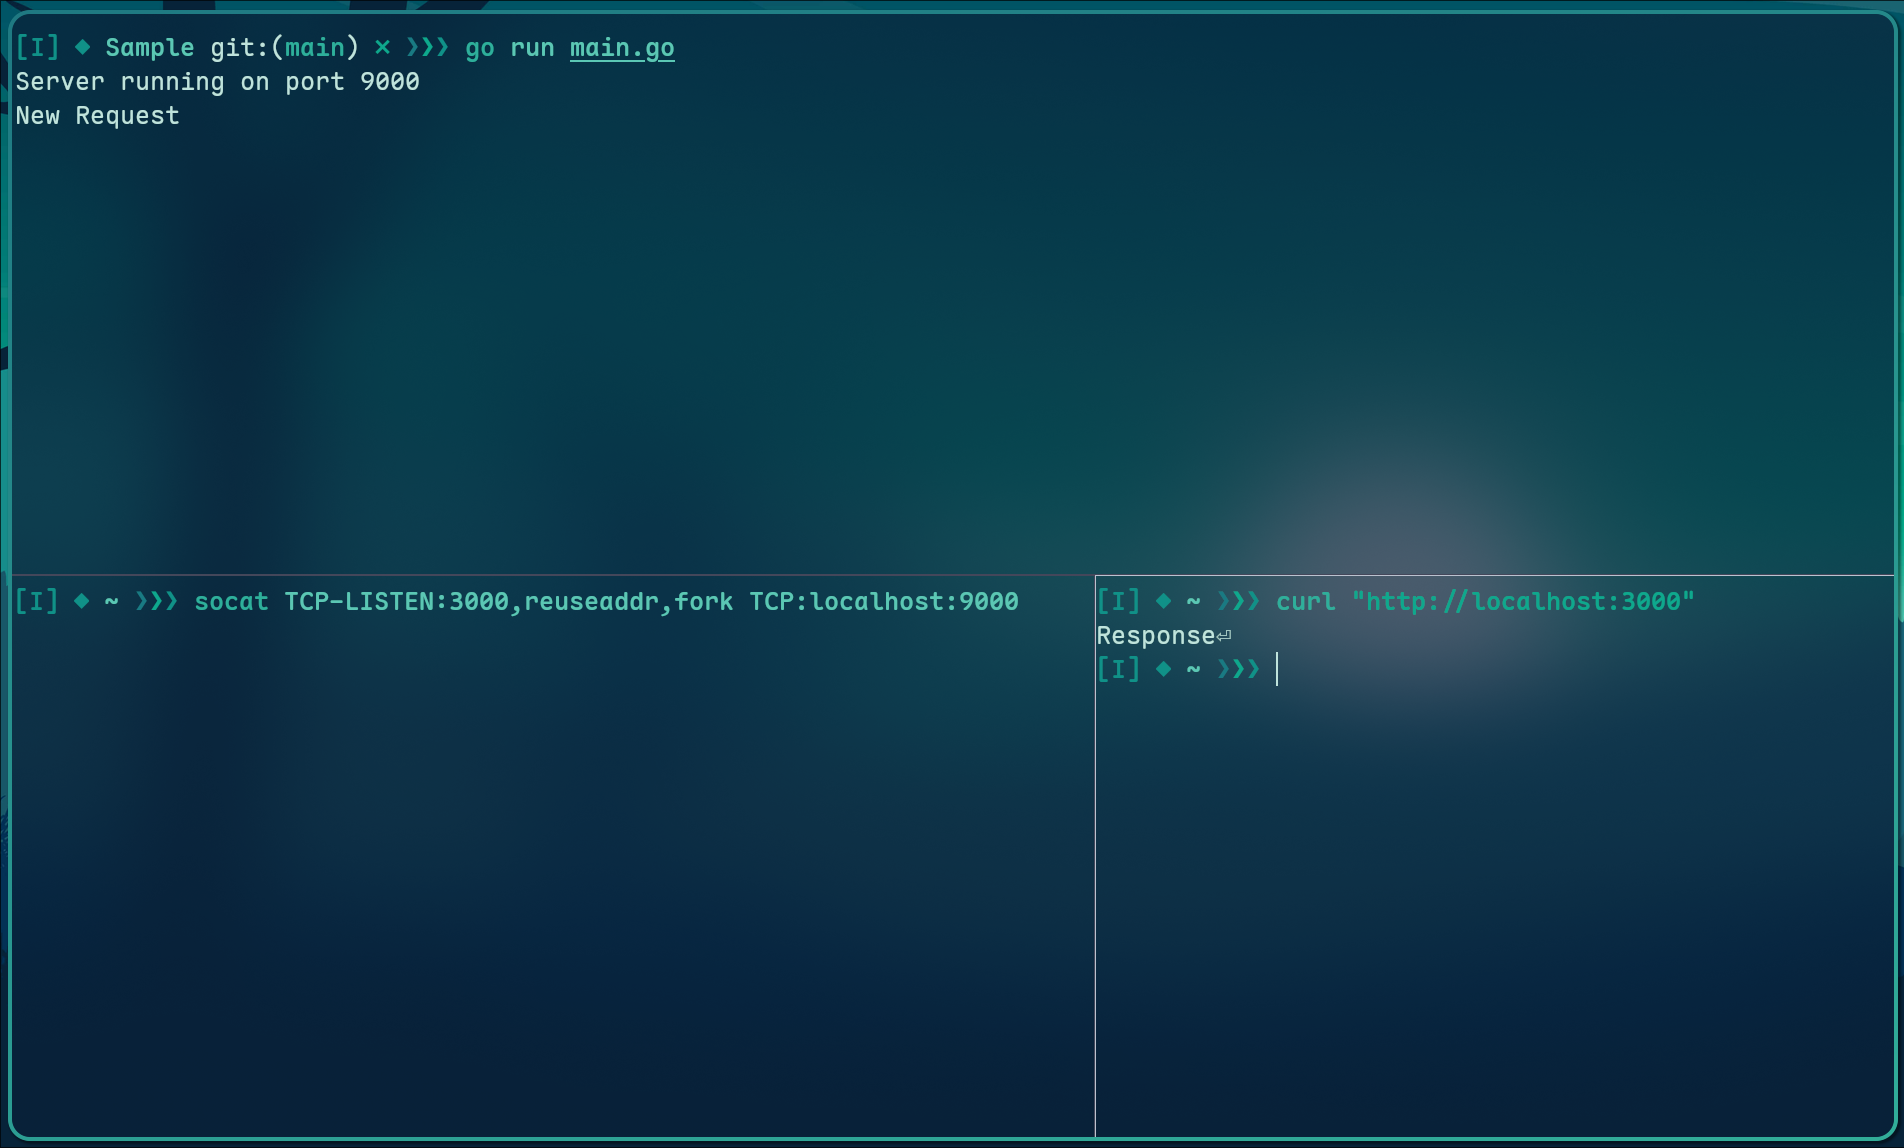 [I] ◆ Sample git:(main) × ❯❯❯ go run main.go
Server running on port 9000
New Request
[I] ◆ ~ ❯❯❯ socat TCP-LISTEN:3000,reuseaddr,fork TCP:localhost:9000
[I] ◆ ~ ❯❯❯ curl "http://localhost:3000"
Response⏎
[I] ◆ ~ ❯❯❯